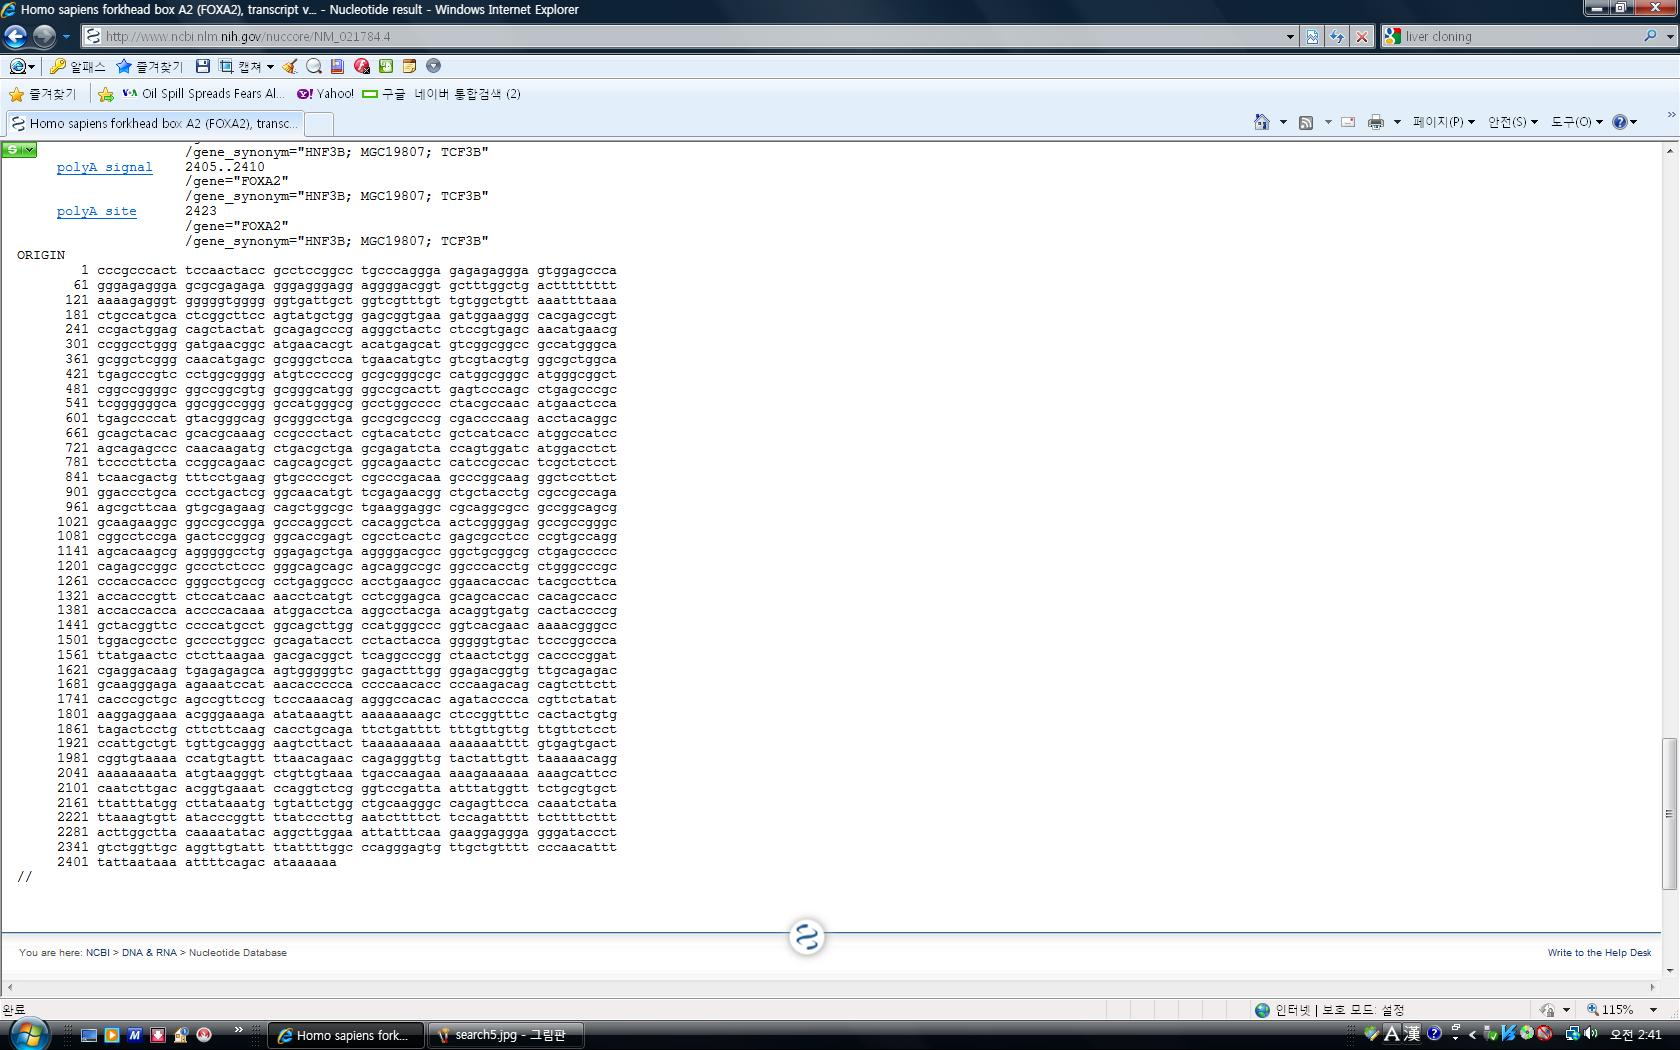 Homo sapiens forkhead box A2 (FOXA2), transcript v... - Nucleotide result - Windows Internet Explorer
http://www.ncbi.nlm.nih.gov/nuccore/NM_021784.4
liver cloning
알패스 즐겨찾기 캡쳐
즐겨찾기 Oil Spill Spreads Fears Al... Yahoo! 구글 네이버 통합검색 (2)
Homo sapiens forkhead box A2 (FOXA2), transc... 페이지(P) 안전(S) 도구(O)
/gene_synonym="HNF3B; MGC19807; TCF3B"
polyA signal 2405..2410
/gene="FOXA2"
/gene_synonym="HNF3B; MGC19807; TCF3B"
polyA site 2423
/gene="FOXA2"
/gene_synonym="HNF3B; MGC19807; TCF3B"
ORIGIN
1 cccgcccact tccaactacc gcctccggcc tgcccaggga gagagaggga gtggagccca
61 gggagaggga gcgcgagaga gggagggagg aggggacggt gctttggctg actttttttt
121 aaaagagggt gggggtgggg ggtgattgct ggtcgtttgt tgtggctgtt aaattttaaa
181 ctgccatgca ctcggcttcc agtatgctgg gagcggtgaa gatggaaggg cacgagccgt
241 ccgactggag cagctactat gcagagcccg agggctactc ctccgtgagc aacatgaacg
301 ccggcctggg gatgaacggc atgaacacgt acatgagcat gtcggcggcc gccatgggca
361 gcggctcggg caacatgagc gcgggctcca tgaacatgtc gtcgtacgtg ggcgctggca
421 tgagcccgtc cctggcgggg atgtcccccg gcgcgggcgc catggcgggc atgggcggct
481 cggccggggc ggccggcgtg gcgggcatgg ggccgcactt gagtcccagc ctgagcccgc
541 tcggggggca ggcggccggg gccatgggcg gcctggcccc ctacgccaac atgaactcca
601 tgagccccat gtacgggcag gcgggcctga gccgcgcccg cgaccccaag acctacaggc
661 gcagctacac gcacgcaaag ccgccctact cgtacatctc gctcatcacc atggccatcc
721 agcagagccc caacaagatg ctgacgctga gcgagatcta ccagtggatc atggacctct
781 tccccttcta ccggcagaac cagcagcgct ggcagaactc catccgccac tcgctctcct
841 tcaacgactg tttcctgaag gtgccccgct cgcccgacaa gcccggcaag ggctccttct
901 ggaccctgca ccctgactcg ggcaacatgt tcgagaacgg ctgctacctg cgccgccaga
961 agcgcttcaa gtgcgagaag cagctggcgc tgaaggaggc cgcaggcgcc gccggcagcg
1021 gcaagaaggc ggccgccgga gcccaggcct cacaggctca actcggggag gccgccgggc
1081 cggcctccga gactccggcg ggcaccgagt cgcctcactc gagcgcctcc ccgtgccagg
1141 agcacaagcg agggggcctg ggagagctga aggggacgcc ggctgcggcg ctgagccccc
1201 cagagccggc gccctctccc gggcagcagc agcaggccgc ggcccacctg ctgggcccgc
1261 cccaccaccc gggcctgccg cctgaggccc acctgaagcc ggaacaccac tacgccttca
1321 accacccgtt ctccatcaac aacctcatgt cctcggagca gcagcaccac cacagccacc
1381 accaccacca accccacaaa atggacctca aggcctacga acaggtgatg cactaccccg
1441 gctacggttc ccccatgcct ggcagcttgg ccatgggccc ggtcacgaac aaaacgggcc
1501 tggacgcctc gcccctggcc gcagatacct cctactacca gggggtgtac tcccggccca
1561 ttatgaactc ctcttaagaa gacgacggct tcaggcccgg ctaactctgg caccccggat
1621 cgaggacaag tgagagagca agtgggggtc gagactttgg ggagacggtg ttgcagagac
1681 gcaagggaga agaaatccat aacaccccca ccccaacacc cccaagacag cagtcttctt
1741 cacccgctgc agccgttccg tcccaaacag agggccacac agatacccca cgttctatat
1801 aaggaggaaa acgggaaaga atataaagtt aaaaaaaagc ctccggtttc cactactgtg
1861 tagactcctg cttcttcaag cacctgcaga ttctgatttt tttgttgttg ttgttctcct
1921 ccattgctgt tgttgcaggg aagtcttact taaaaaaaaa aaaaaatttt gtgagtgact
1981 cggtgtaaaa ccatgtagtt ttaacagaac cagagggttg tactattgtt taaaaacagg
2041 aaaaaaaata atgtaagggt ctgttgtaaa tgaccaagaa aaagaaaaaa aaagcattcc
2101 caatcttgac acggtgaaat ccaggtctcg ggtccgatta atttatggtt tctgcgtgct
2161 ttatttatgg cttataaatg tgtattctgg ctgcaagggc cagagttcca caaatctata
2221 ttaaagtgtt atacccggtt ttatcccttg aatcttttct tccagatttt tcttttcttt
2281 acttggctta caaaatatac aggcttggaa attatttcaa gaaggaggga gggataccct
2341 gtctggttgc aggttgtatt ttattttggc ccagggagtg ttgctgtttt cccaacattt
2401 tattaataaa attttcagac ataaaaaa
//
You are here: NCBI > DNA & RNA > Nucleotide Database Write to the Help Desk
완료 인터넷 | 보호 모드: 설정 115%
Homo sapiens fork... search5.jpg - 그림판 A 漢 오전 2:41